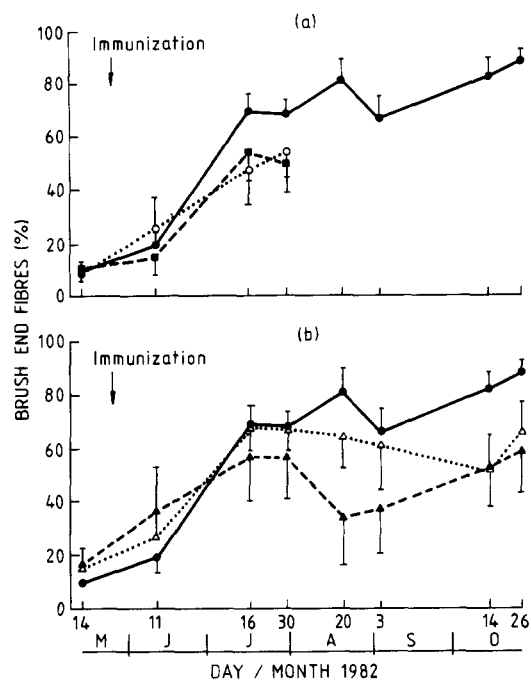 (a)
Immunization
100
80
60
40
20
0
(b)
Immunization
100
80
60
40
20
0
BRUSH END FIBRES (%)
14 11 16 30 20 3 14 26
M J J A S O
DAY / MONTH 1982